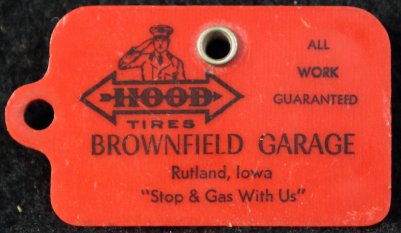 HOOD
TIRES
ALL
WORK
GUARANTEED
BROWNFIELD GARAGE
Rutland, Iowa
"Stop & Gas With Us"